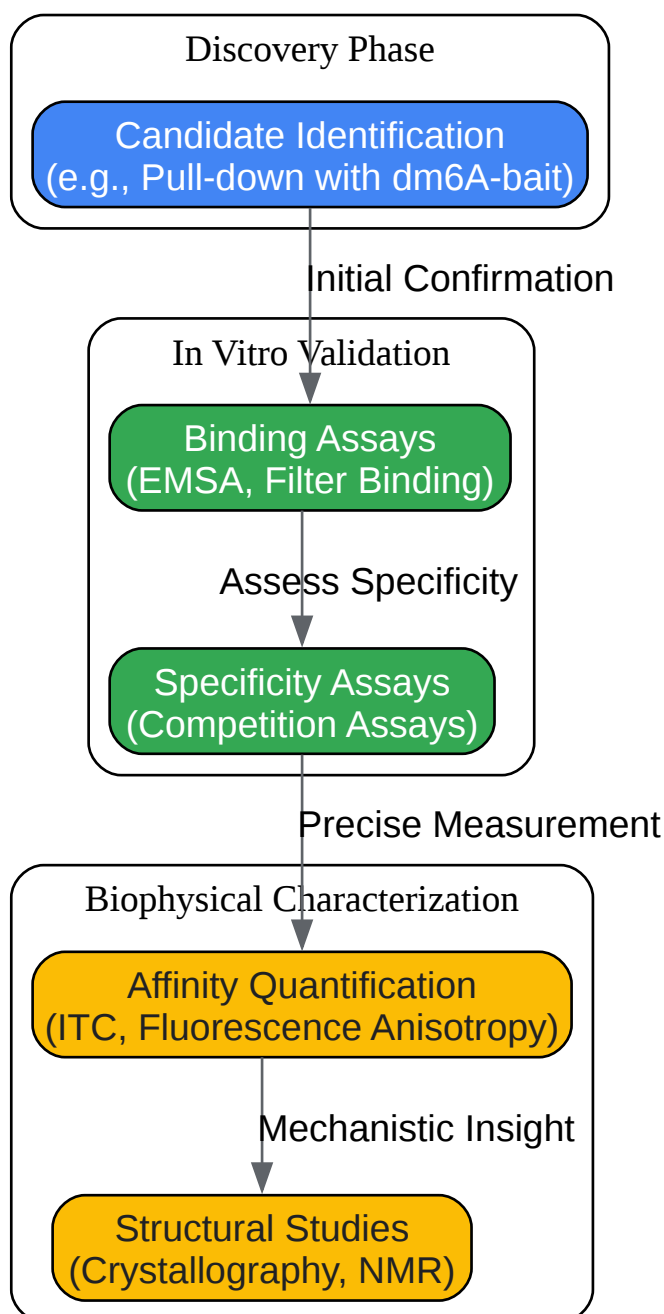 Discovery Phase
Candidate Identification
(e.g., Pull-down with dm6A-bait)
Initial Confirmation
In Vitro Validation
Binding Assays
(EMSA, Filter Binding)
Assess Specificity
Specificity Assays
(Competition Assays)
Precise Measurement
Biophysical Characterization
Affinity Quantification
(ITC, Fluorescence Anisotropy)
Mechanistic Insight
Structural Studies
(Crystallography, NMR)